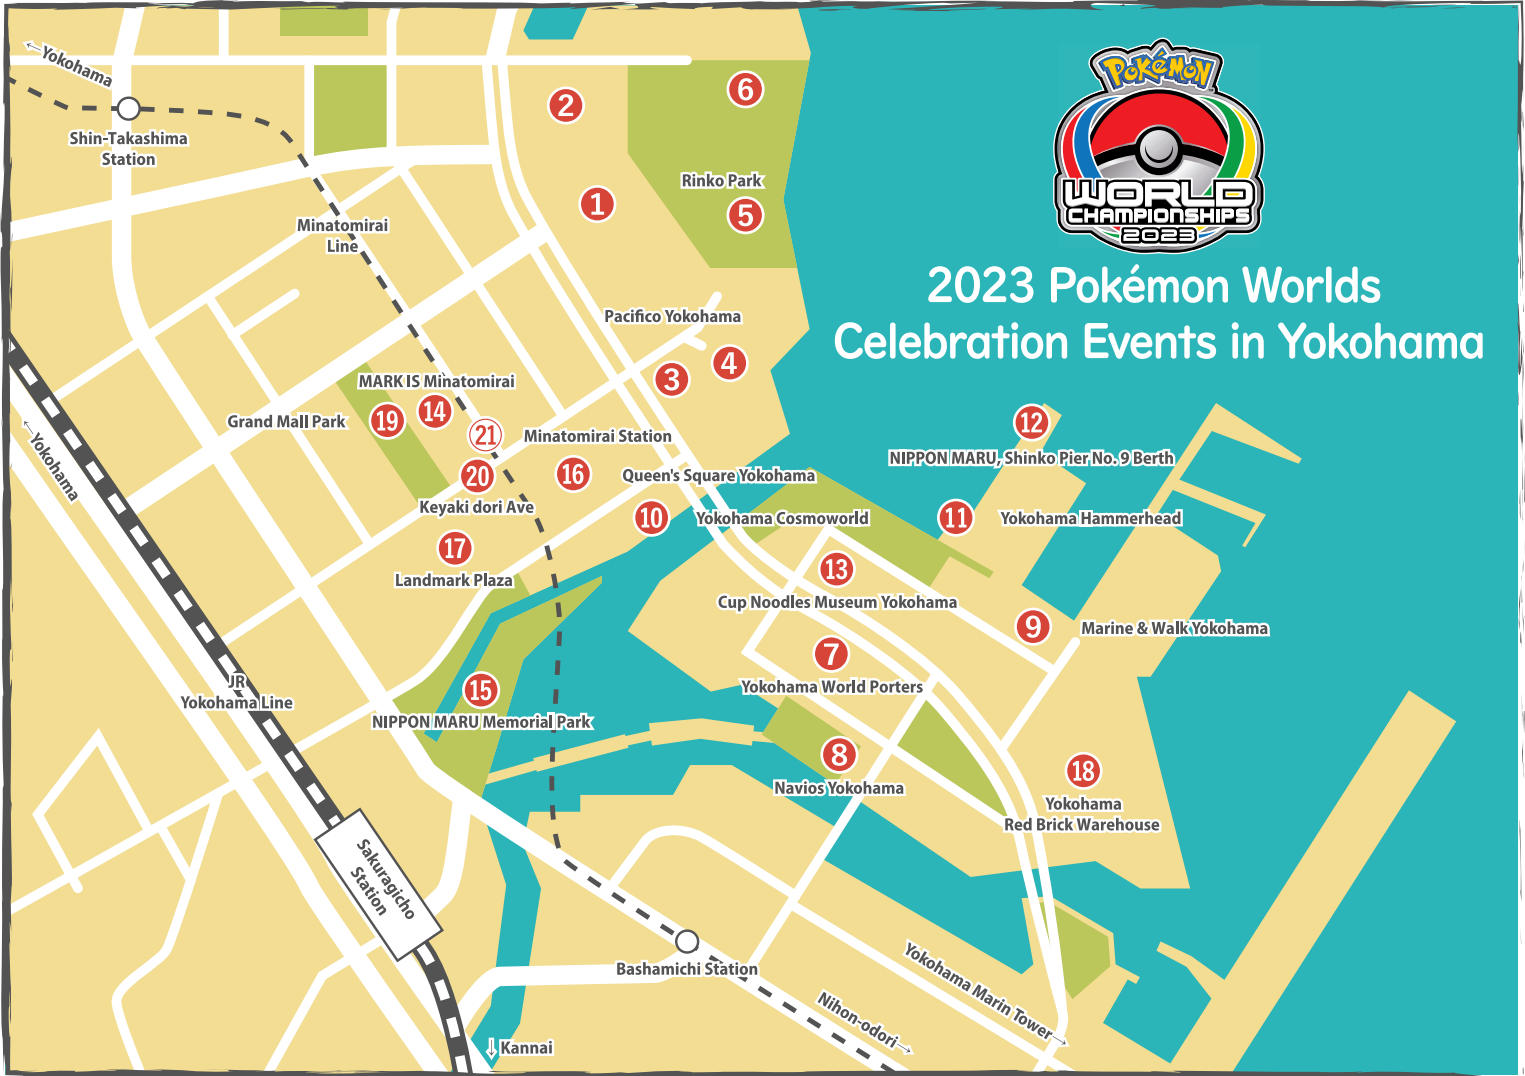 ←Yokohama
Shin-Takashima
Station
2
6
Rinko Park
1
5
Minatomirai
Line
POKéMON
WORLD
CHAMPIONSHIPS
2023
2023 Pokémon Worlds
Celebration Events in Yokohama
Pacifico Yokohama
3
4
MARK IS Minatomirai
Grand Mall Park
19
14
21
Minatomirai Station
20
Keyaki dori Ave
16
Queen's Square Yokohama
10
Yokohama Cosmoworld
12
NIPPON MARU, Shinko Pier No. 9 Berth
11
Yokohama Hammerhead
←Yokohama
17
Landmark Plaza
13
Cup Noodles Museum Yokohama
9
Marine & Walk Yokohama
7
Yokohama World Porters
JR
Yokohama Line
15
NIPPON MARU Memorial Park
8
Navios Yokohama
18
Yokohama
Red Brick Warehouse
Sakuragicho
Station
Bashamichi Station
Yokohama Marin Tower→
Nihon-odori→
↓ Kannai